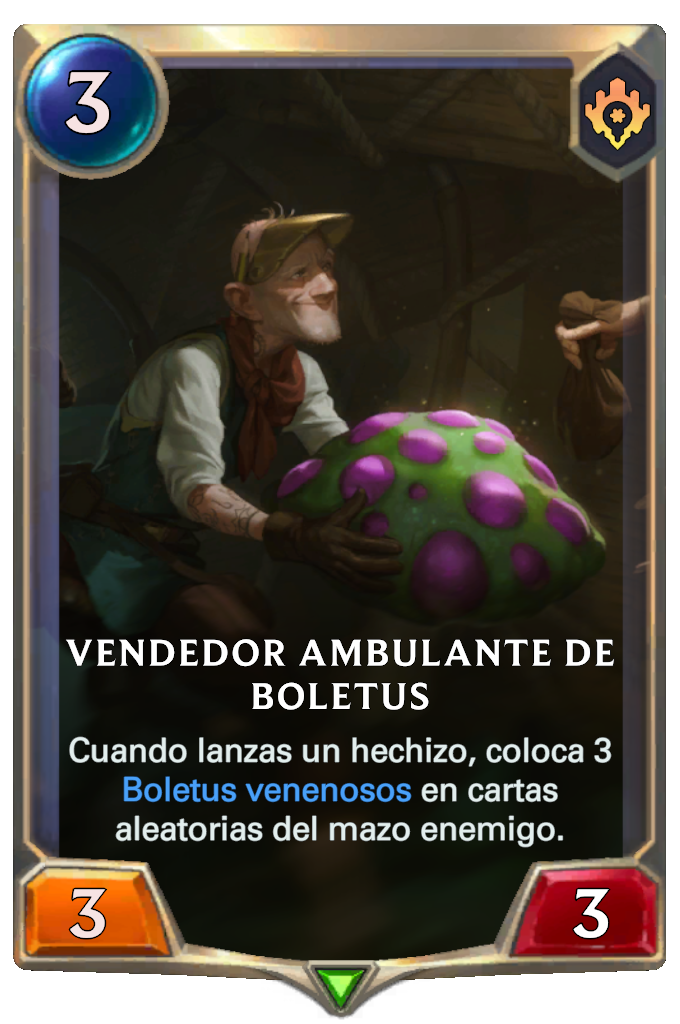 3
VENDEDOR AMBULANTE DE
BOLETUS
Cuando lanzas un hechizo, coloca 3
Boletus venenosos en cartas
aleatorias del mazo enemigo.
3
3